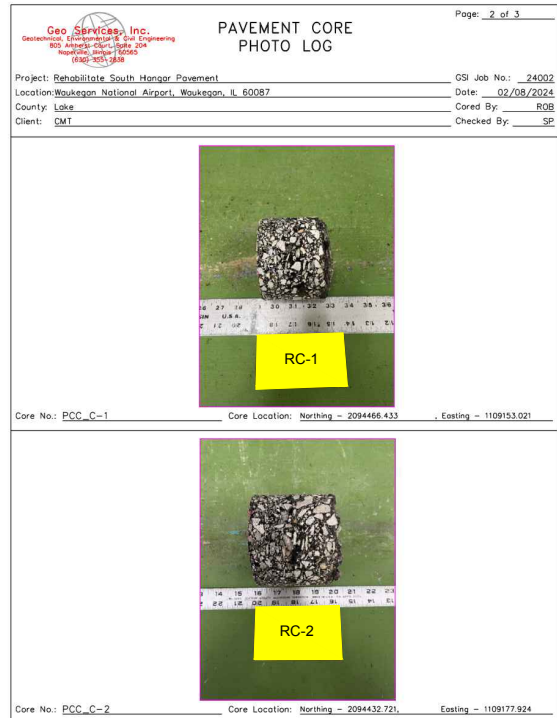 Page: 2 of 3
Geo Services, Inc.
Geotechnical, Environmental & Civil Engineering
805 Amherst Court, Suite 204
Naperville, Illinois 60565
(630) 355-2838
PAVEMENT CORE
PHOTO LOG
Project: Rehabilitate South Hangar Pavement
GSI Job No.: 24002
Location: Waukegan National Airport, Waukegan, IL 60087
Date: 02/08/2024
County: Lake
Cored By: ROB
Client: CMT
Checked By: SP
27 30 31 32 33 34 35 36
U.S.A.
RC-1
Core No.: PCC_C-1
Core Location: Northing - 2094466.433 , Easting - 1109153.021
14 15 16 17 18 19 20 21 22 23
RC-2
Core No.: PCC_C-2
Core Location: Northing - 2094432.721, Easting - 1109177.924